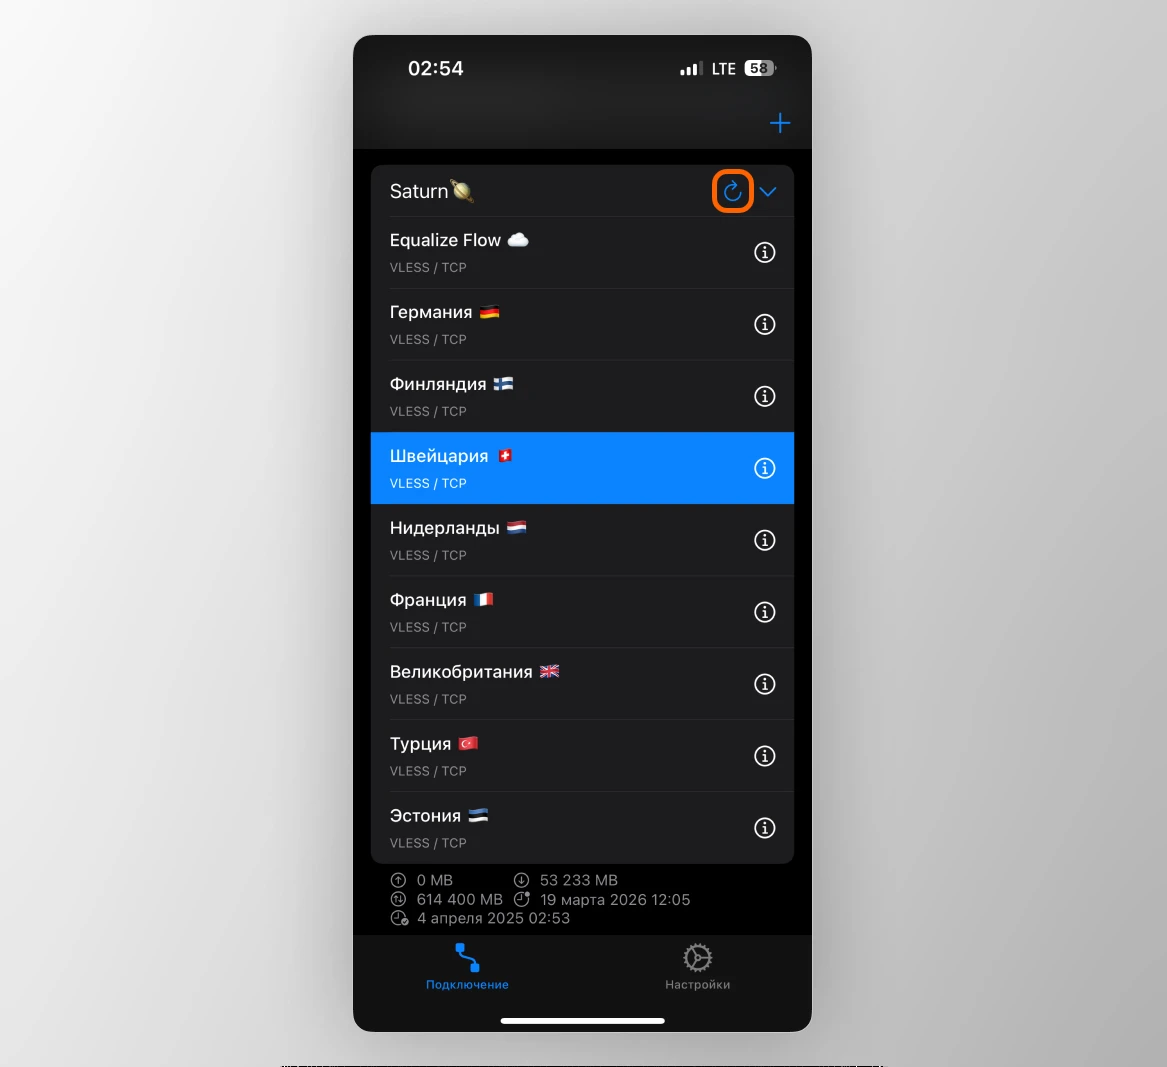 02:54 LTE 58
Saturn🪐
Equalize Flow ☁️
VLESS / TCP
Германия 🇩🇪
VLESS / TCP
Финляндия 🇫🇮
VLESS / TCP
Швейцария 🇨🇭
VLESS / TCP
Нидерланды 🇳🇱
VLESS / TCP
Франция 🇫🇷
VLESS / TCP
Великобритания 🇬🇧
VLESS / TCP
Турция 🇹🇷
VLESS / TCP
Эстония 🇪🇪
VLESS / TCP
0 MB 53 233 MB
614 400 MB 19 марта 2026 12:05
4 апреля 2025 02:53
Подключение Настройки